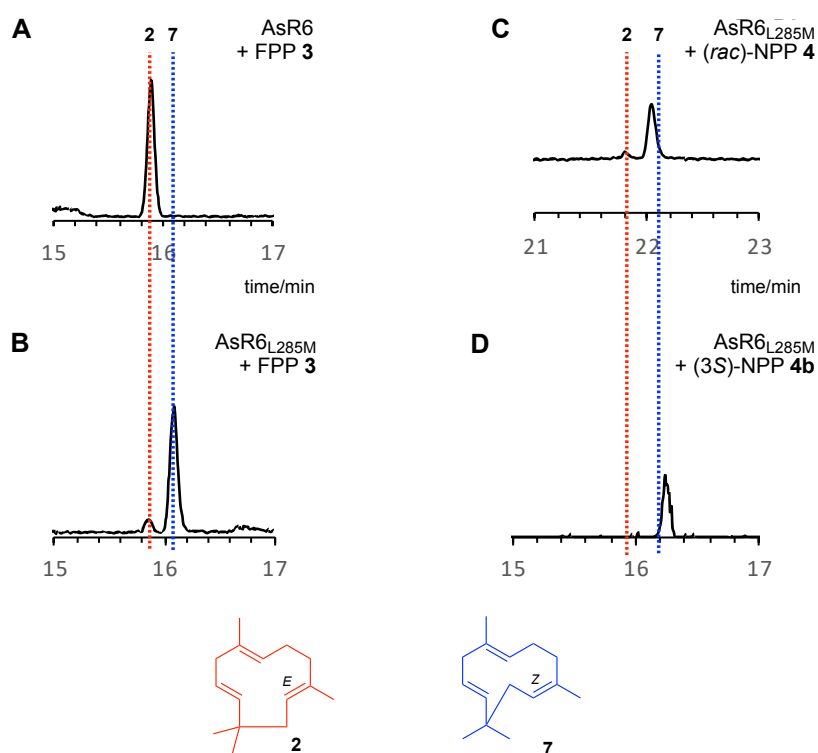 A
2 7
AsR6
+ FPP 3
15 16 17
time/min
B
AsR6L285M
+ FPP 3
15 16 17
C
2 7
AsR6L285M
+ (rac)-NPP 4
21 22 23
time/min
D
AsR6L285M
+ (3S)-NPP 4b
15 16 17
E
2
Z
7